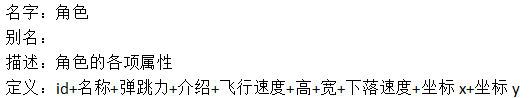 名字：角色
别名：
描述：角色的各项属性
定义：id+名称+弹跳力+介绍+飞行速度+高+宽+下落速度+坐标 x+坐标 y